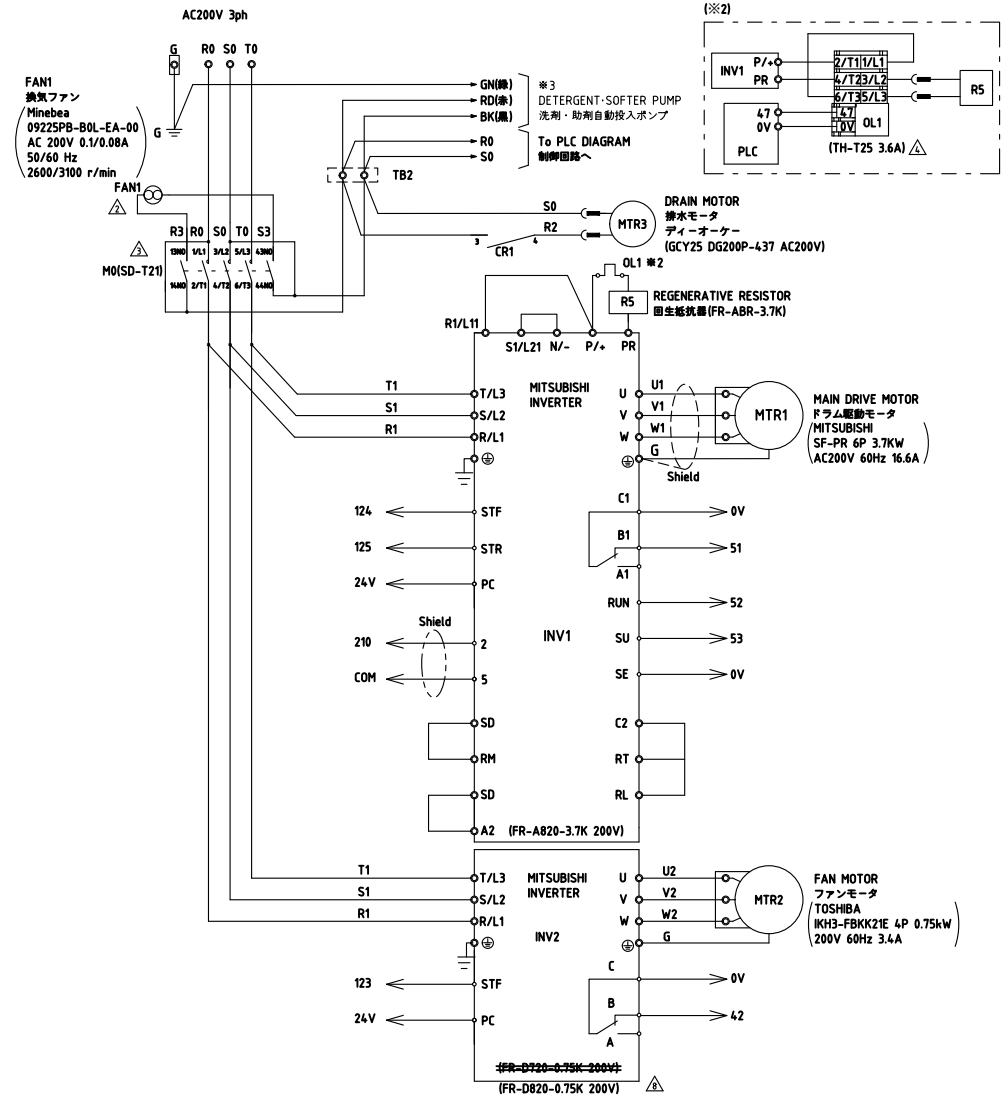 AC200V 3ph
G R0 S0 T0
FAN1
換気ファン
Minebea
09225PB-B0L-EA-00
AC 200V 0.1/0.08A
50/60 Hz
2600/3100 r/min
G
FAN1
2
3
M0(SD-T21)
R3 R0 S0 T0 S3
13NO 1/L1 3/L2 5/L3 43NO
14NO 2/T1 4/T2 6/T3 44NO
GN(緑)
RD(赤)
BK(黒)
※3
DETERGENT·SOFTER PUMP
洗剤・助剤自動投入ポンプ
R0
S0
To PLC DIAGRAM
制御回路へ
TB2
S0
R2
3 4
CR1
MTR3
DRAIN MOTOR
排水モータ
ディーオーケー
(GCY25 DG200P-437 AC200V)
(※2)
INV1
P/+
PR
2/T1 1/L1
4/T2 3/L2
6/T3 5/L3
R5
47
0V
PLC
47
0V
OL1
(TH-T25 3.6A) 4
OL1 ※2
R5
REGENERATIVE RESISTOR
回生抵抗器(FR-ABR-3.7K)
R1/L11
S1/L21 N/- P/+ PR
T1 T/L3
S1 S/L2
R1 R/L1
MITSUBISHI
INVERTER
U U1
V V1
W W1
G
Shield
MTR1
MAIN DRIVE MOTOR
ドラム駆動モータ
MITSUBISHI
SF-PR 6P 3.7KW
AC200V 60Hz 16.6A
124 STF
125 STR
24V PC
Shield
210 2
COM 5
SD
RM
SD
A2
INV1
C1 0V
B1 51
A1
RUN 52
SU 53
SE 0V
C2
RT
RL
(FR-A820-3.7K 200V)
T1 T/L3
S1 S/L2
R1 R/L1
MITSUBISHI
INVERTER
INV2
U U2
V V2
W W2
G
MTR2
FAN MOTOR
ファンモータ
TOSHIBA
IKH3-FBKK21E 4P 0.75kW
200V 60Hz 3.4A
123 STF
24V PC
C 0V
B 42
A
(FR-D720-0.75K 200V)
(FR-D820-0.75K 200V) 8